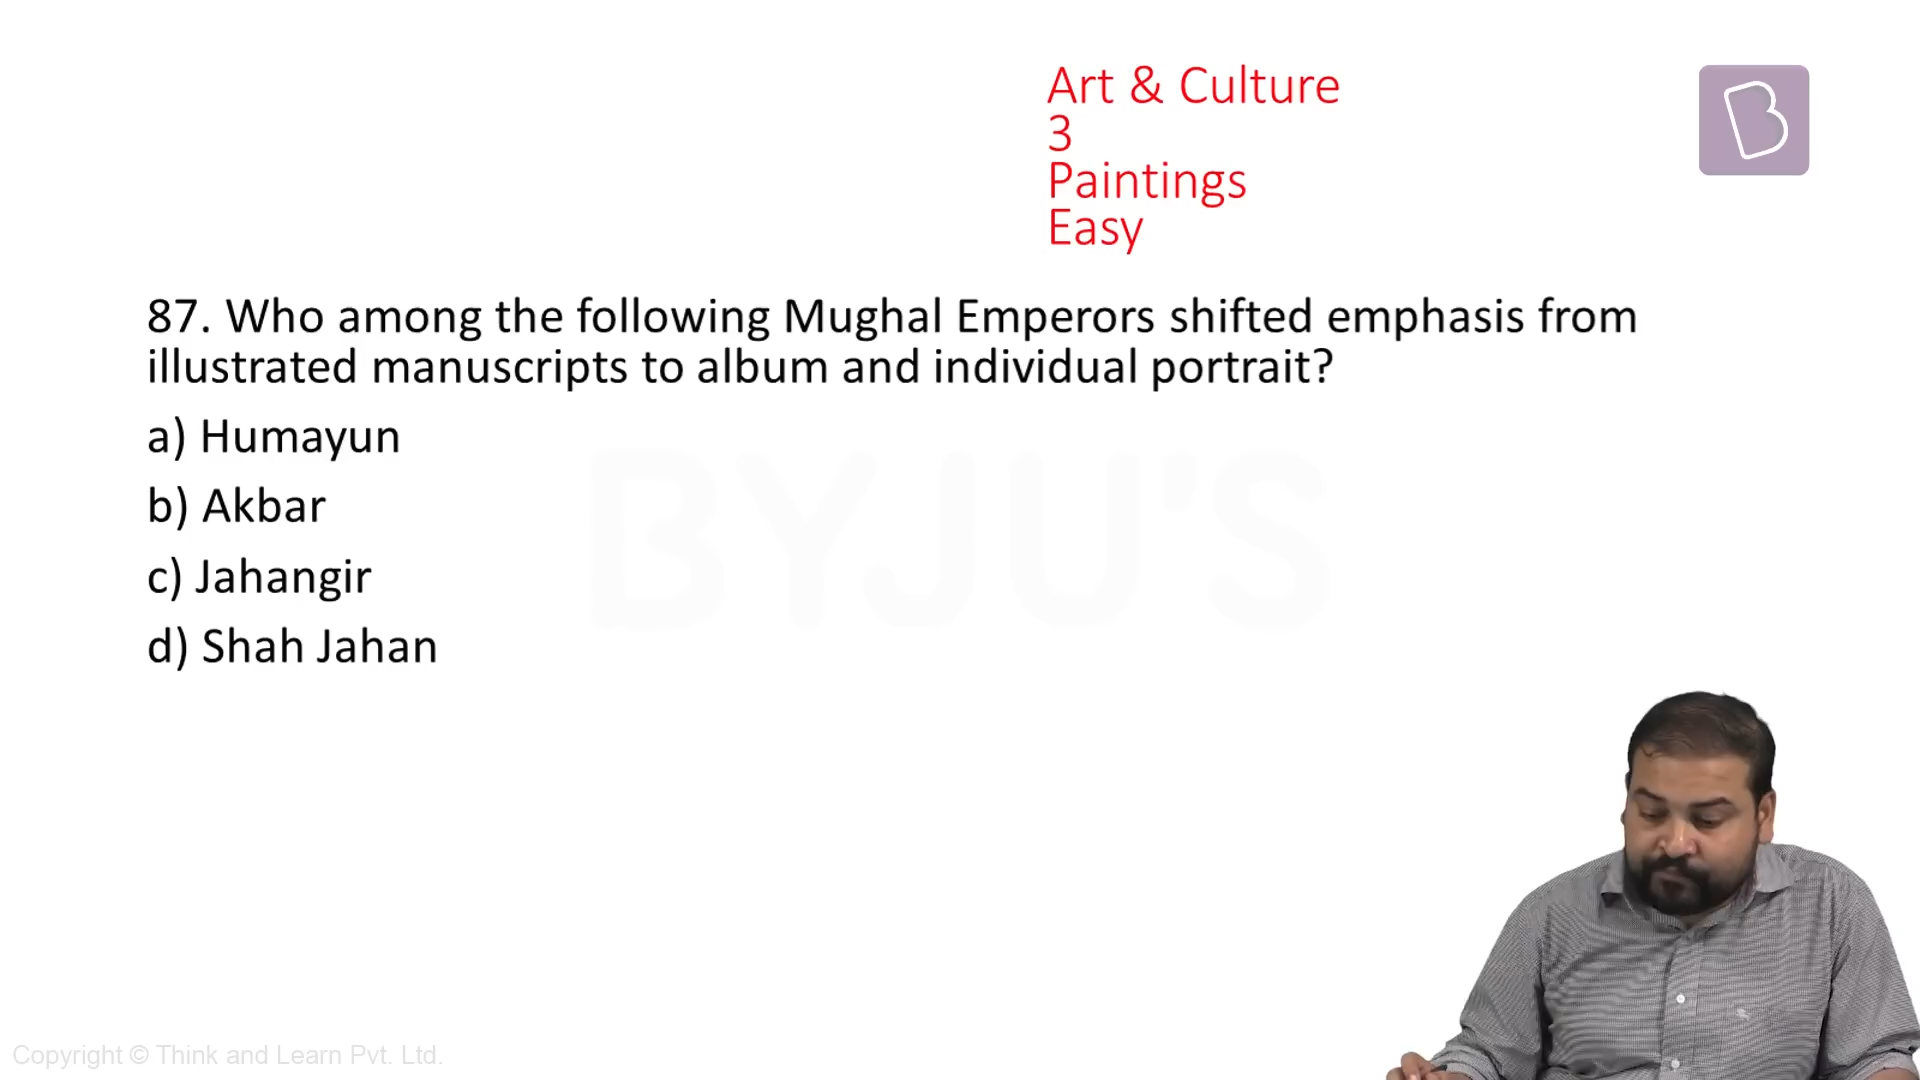 Art & Culture
3
Paintings
Easy
87. Who among the following Mughal Emperors shifted emphasis from
illustrated manuscripts to album and individual portrait?
a) Humayun
b) Akbar
c) Jahangir
d) Shah Jahan
BYJU'S
Copyright © Think and Learn Pvt. Ltd.